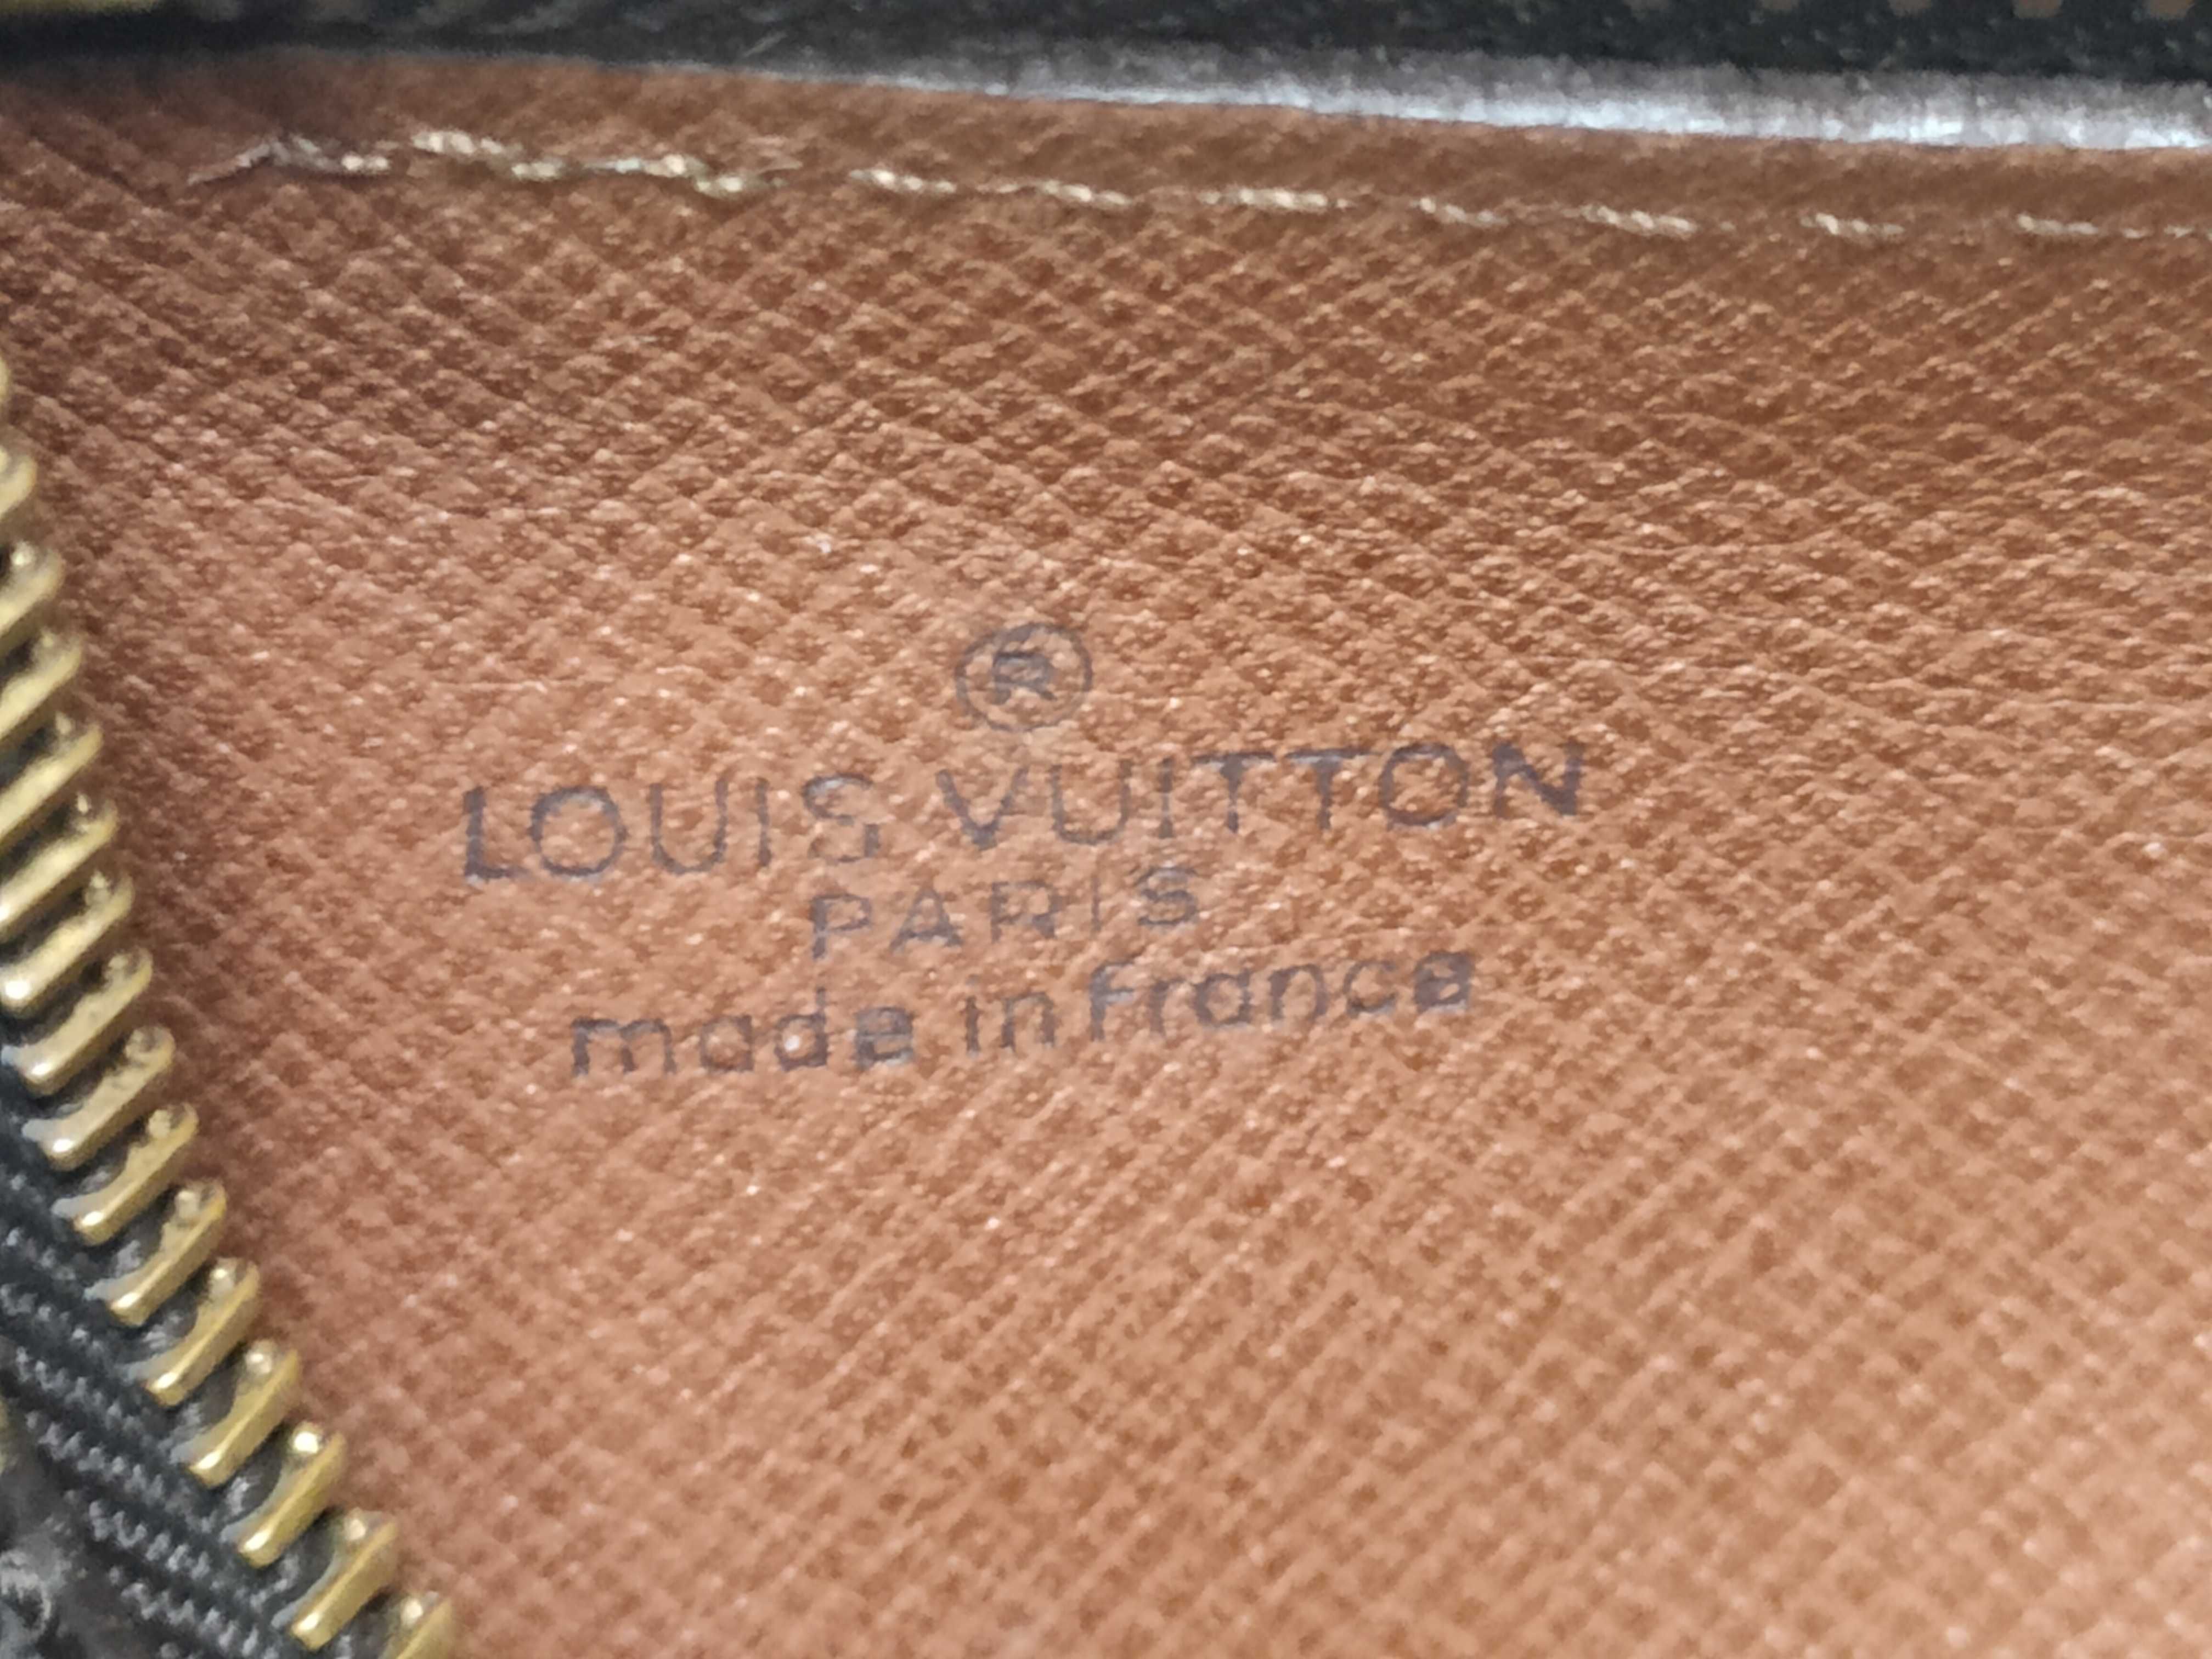 ®
LOUIS VUITTON
PARIS
made in france